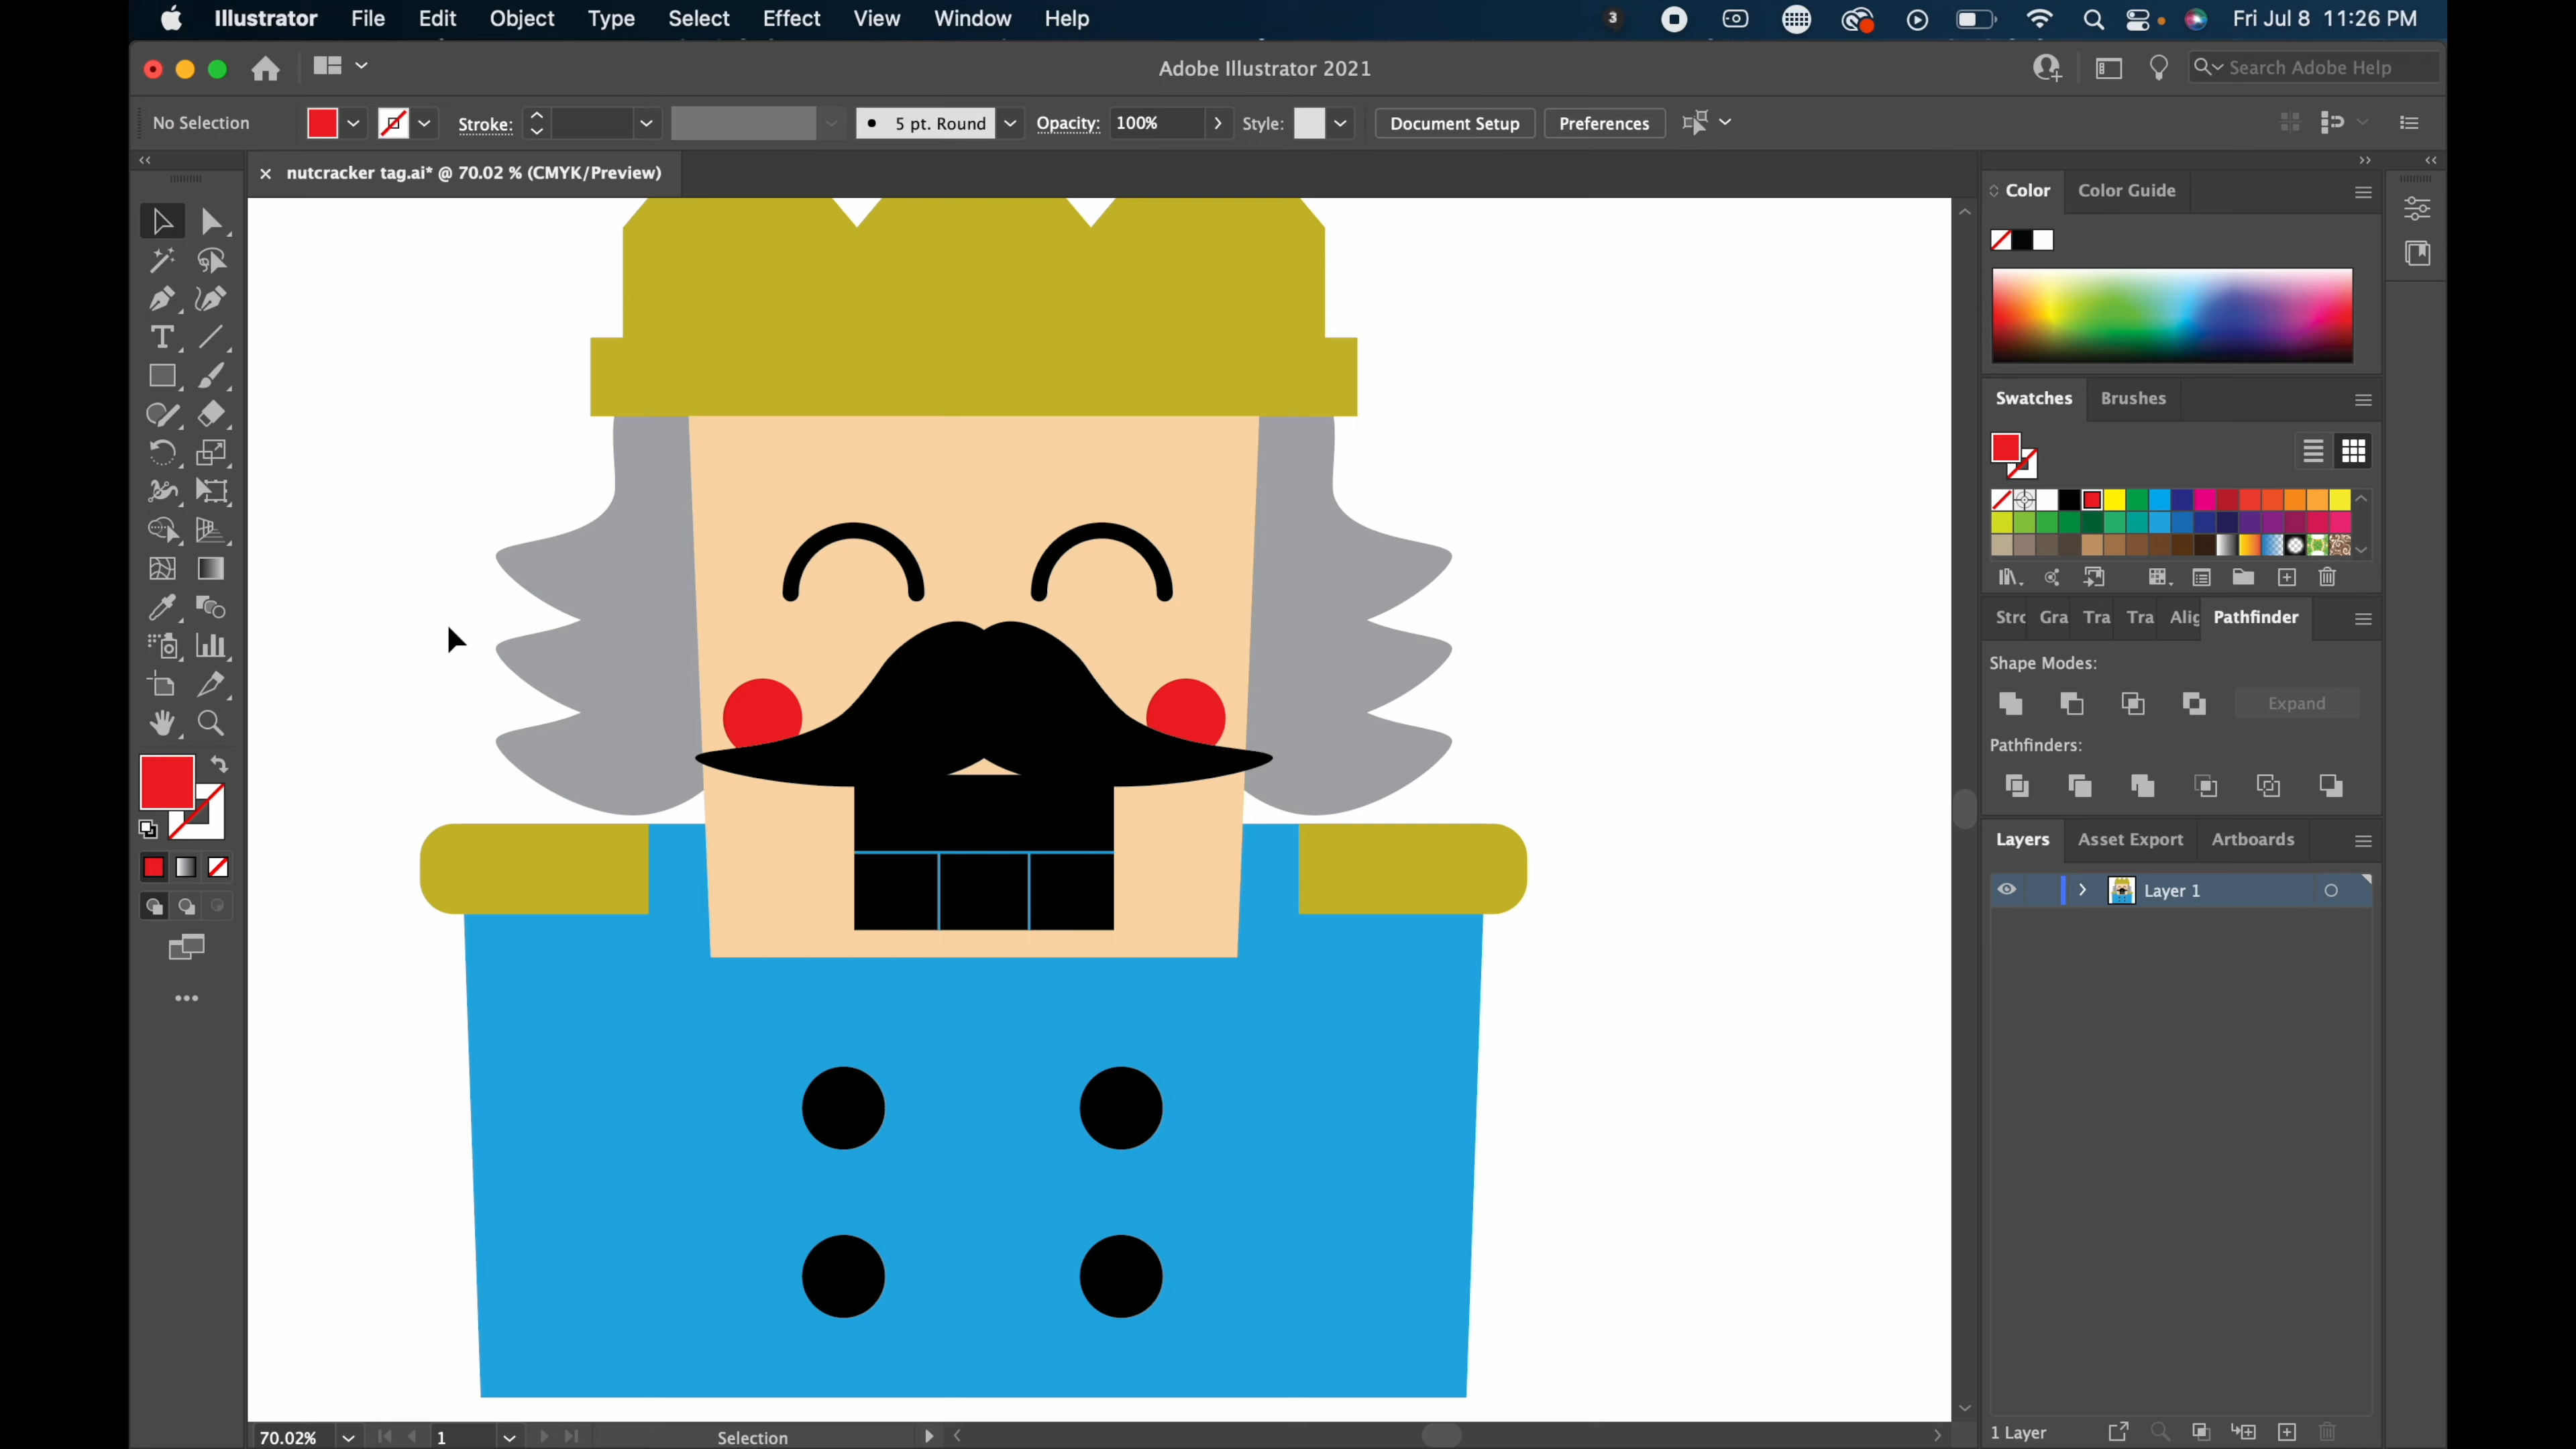 Illustrator File Edit Object Type Select Effect View Window Help 3 Fri Jul 8 11:26 PM
Adobe Illustrator 2021 Search Adobe Help
No Selection Stroke: 5 pt. Round Opacity: 100% Style: Document Setup Preferences
nutcracker tag.ai* @ 70.02 % (CMYK/Preview)
Color Color Guide
Swatches Brushes
Strc Gra Tra Tra Alig Pathfinder
Shape Modes:
Expand
Pathfinders:
Layers Asset Export Artboards
Layer 1
1 Layer
70.02% 1 Selection